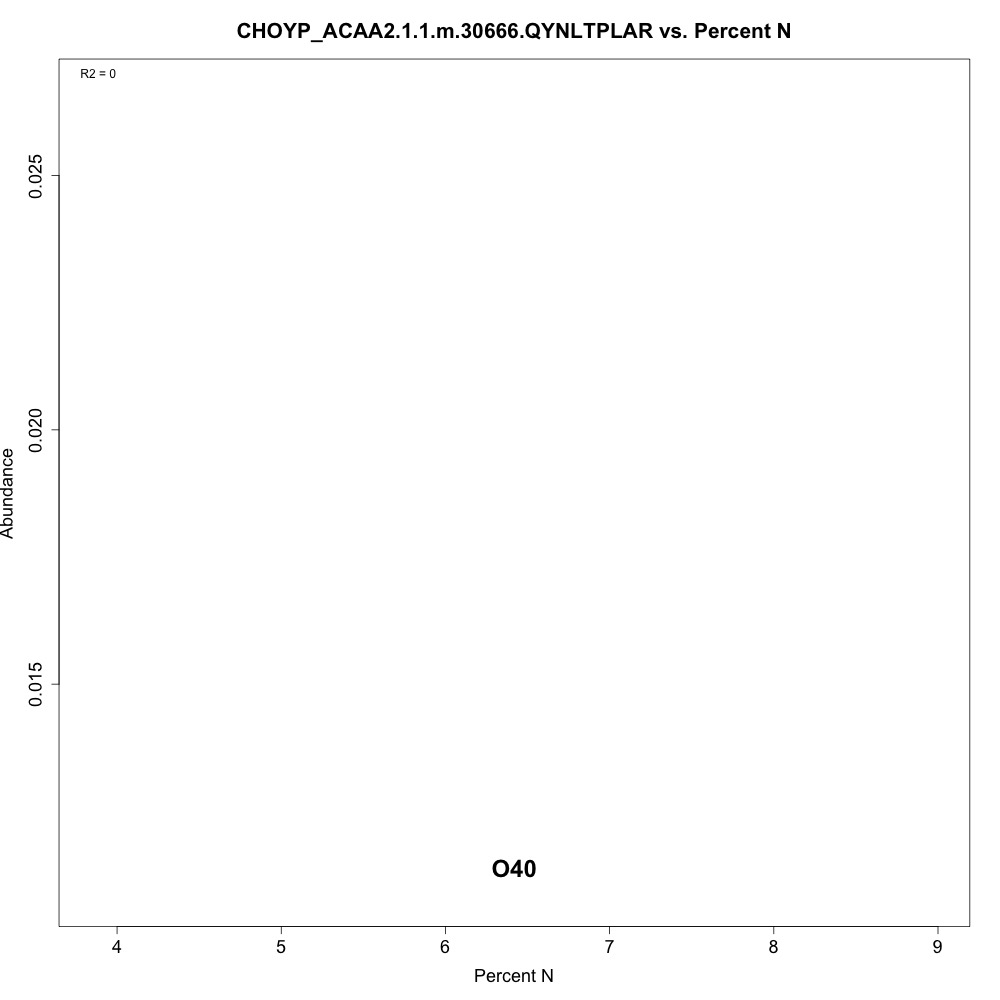 CHOYP_ACAA2.1.1.m.30666.QYNLTPLAR vs. Percent N
R2 = 0
0.025
0.020
0.015
Abundance
O40
4 5 6 7 8 9
Percent N